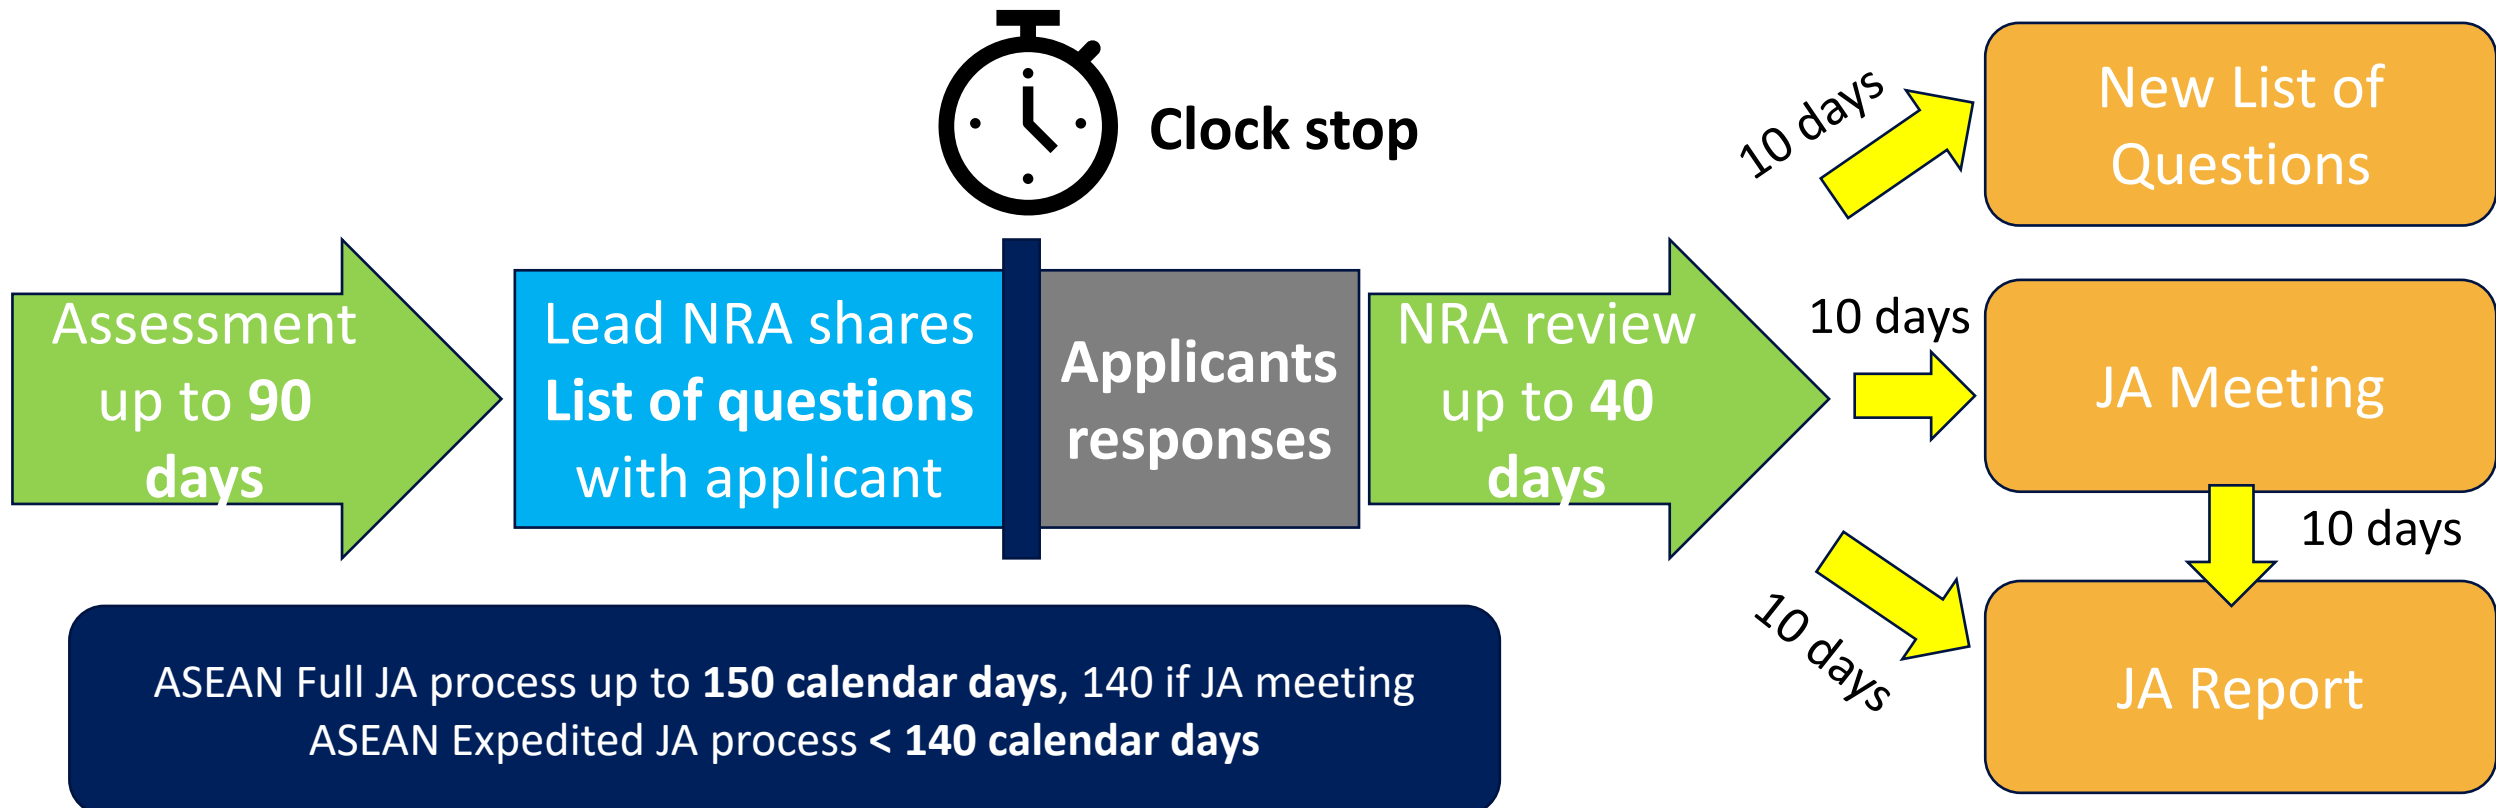 Clock stop
Assessment
upto 90
days
Lead NRA shares
List of questions
with applicant
Applicants
responses
NRA review
up to 40
days
10 days
New List of
Questions
10 days
JA Meeting
10 days
10 days
JA Report
ASEAN Full JA process up to 150 calendar days, 140 if JA meeting
ASEAN Expedited JA process < 140 calendar days